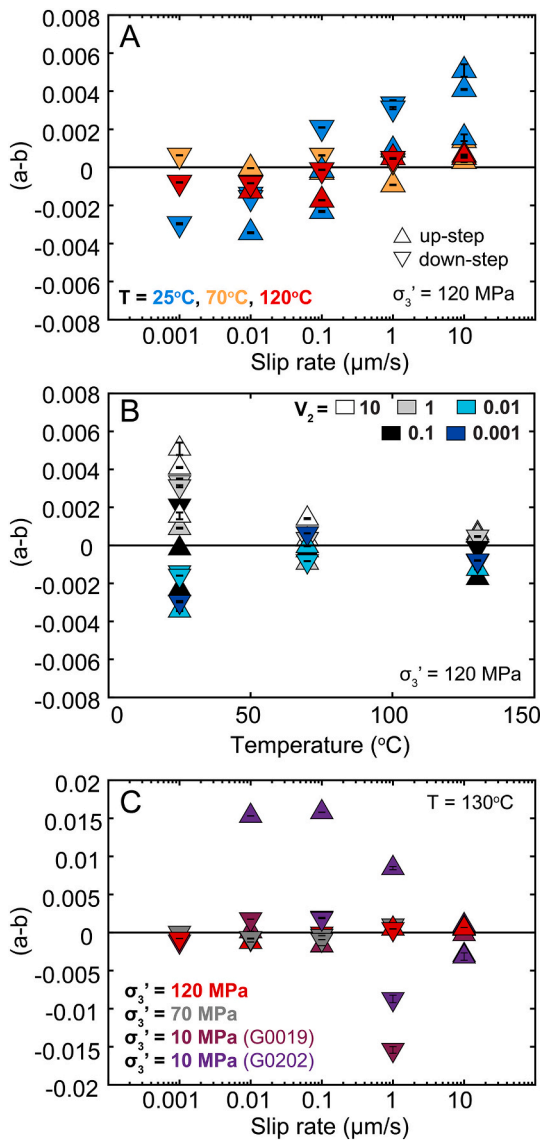 A
0.008
0.006
0.004
0.002
0
-0.002
-0.004
-0.006
-0.008
(a-b)
up-step
down-step
T = 25°C, 70°C, 120°C
σ3' = 120 MPa
0.001 0.01 0.1 1 10
Slip rate (μm/s)
B
0.008
0.006
0.004
0.002
0
-0.002
-0.004
-0.006
-0.008
(a-b)
V2 = 10 1 0.01
0.1 0.001
σ3' = 120 MPa
0 50 100 150
Temperature (°C)
C
0.02
0.015
0.01
0.005
0
-0.005
-0.01
-0.015
-0.02
(a-b)
T = 130°C
σ3' = 120 MPa
σ3' = 70 MPa
σ3' = 10 MPa (G0019)
σ3' = 10 MPa (G0202)
0.001 0.01 0.1 1 10
Slip rate (μm/s)